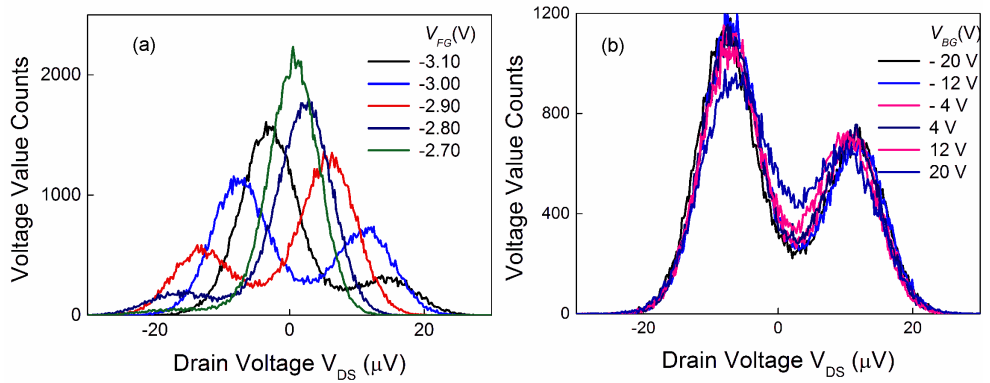 (a)
V_FG(V)
-3.10
-3.00
-2.90
-2.80
-2.70
Voltage Value Counts
2000
1000
0
-20
0
20
Drain Voltage V_DS (μV)
(b)
V_BG(V)
- 20 V
- 12 V
- 4 V
4 V
12 V
20 V
Voltage Value Counts
1200
800
400
0
-20
0
20
Drain Voltage V_DS (μV)